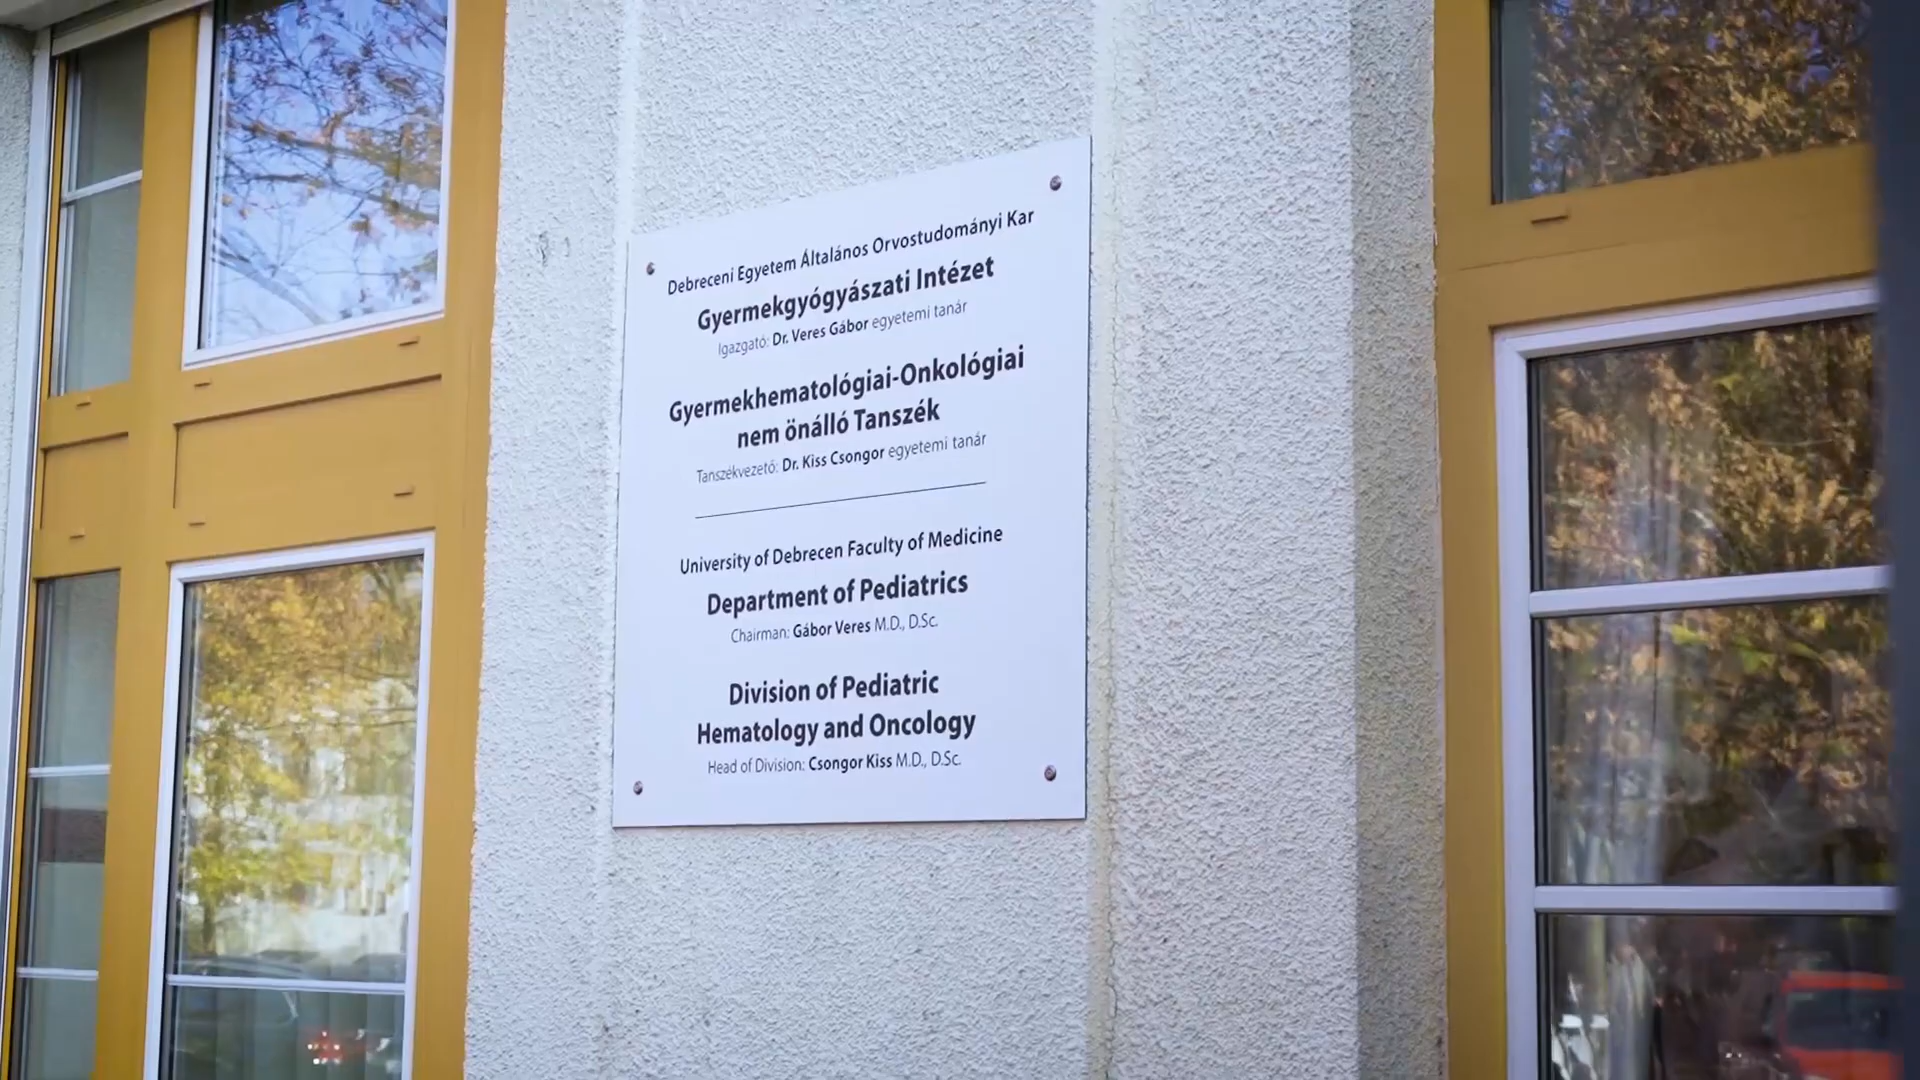 Debreceni Egyetem Általános Orvostudományi Kar
Gyermekgyógyászati Intézet
Igazgató: Dr. Veres Gábor egyetemi tanár
Gyermekhematológiai-Onkológiai
nem önálló Tanszék
Tanszékvezető: Dr. Kiss Csongor egyetemi tanár
University of Debrecen Faculty of Medicine
Department of Pediatrics
Chairman: Gábor Veres M.D., D.Sc.
Division of Pediatric
Hematology and Oncology
Head of Division: Csongor Kiss M.D., D.Sc.